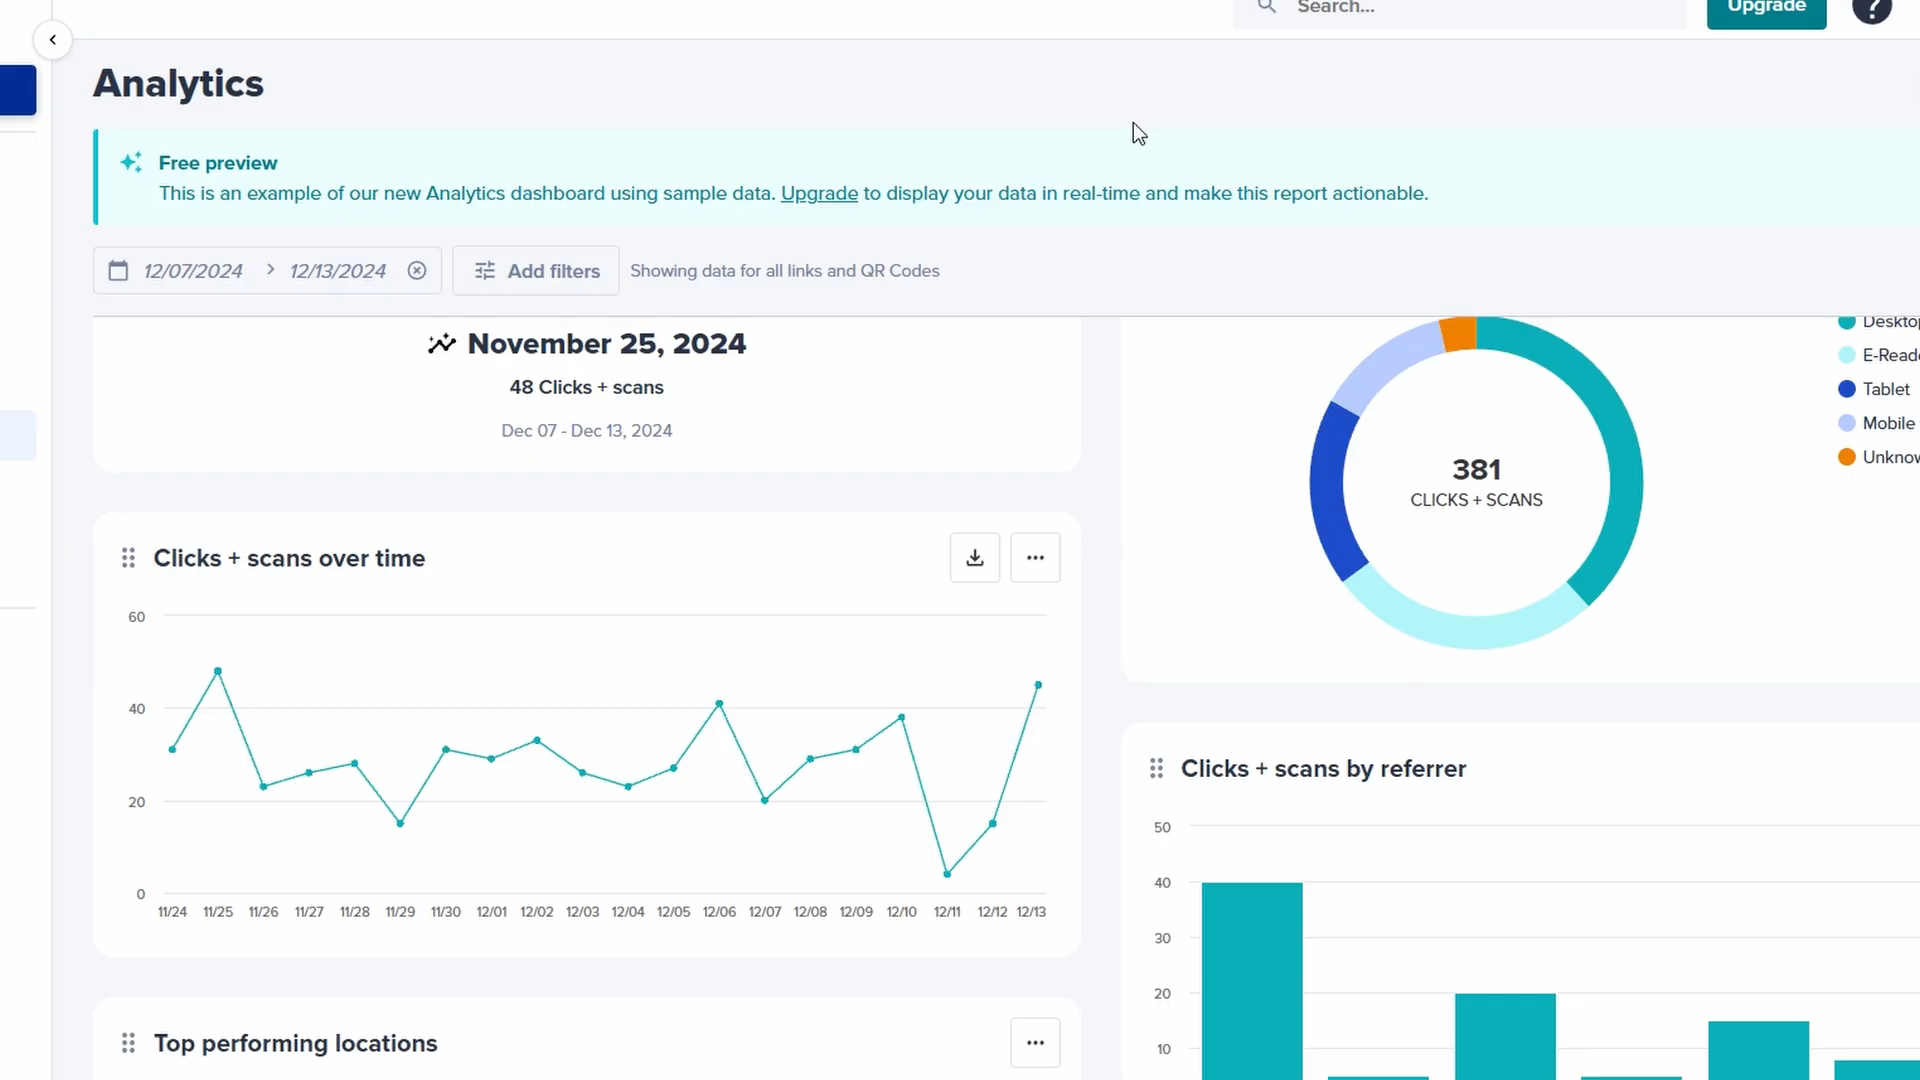 Search...
Upgrade
?
Analytics
Free preview
This is an example of our new Analytics dashboard using sample data. Upgrade to display your data in real-time and make this report actionable.
12/07/2024 > 12/13/2024
Add filters
Showing data for all links and QR Codes
November 25, 2024
48 Clicks + scans
Dec 07 - Dec 13, 2024
Clicks + scans over time
60
40
20
0
11/24 11/25 11/26 11/27 11/28 11/29 11/30 12/01 12/02 12/03 12/04 12/05 12/06 12/07 12/08 12/09 12/10 12/11 12/12 12/13
Top performing locations
381
CLICKS + SCANS
Deskto
E-Reade
Tablet
Mobile
Unknow
Clicks + scans by referrer
50
40
30
20
10